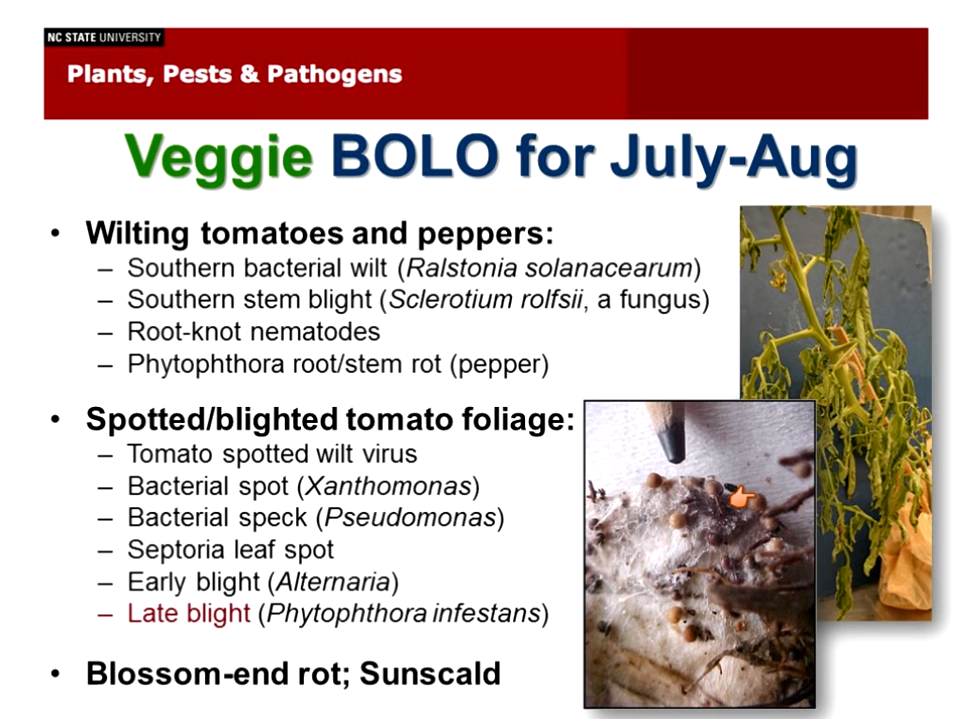 NC STATE UNIVERSITY
Plants, Pests & Pathogens
Veggie BOLO for July-Aug
• Wilting tomatoes and peppers:
– Southern bacterial wilt (Ralstonia solanacearum)
– Southern stem blight (Sclerotium rolfsii, a fungus)
– Root-knot nematodes
– Phytophthora root/stem rot (pepper)
• Spotted/blighted tomato foliage:
– Tomato spotted wilt virus
– Bacterial spot (Xanthomonas)
– Bacterial speck (Pseudomonas)
– Septoria leaf spot
– Early blight (Alternaria)
– Late blight (Phytophthora infestans)
• Blossom-end rot; Sunscald